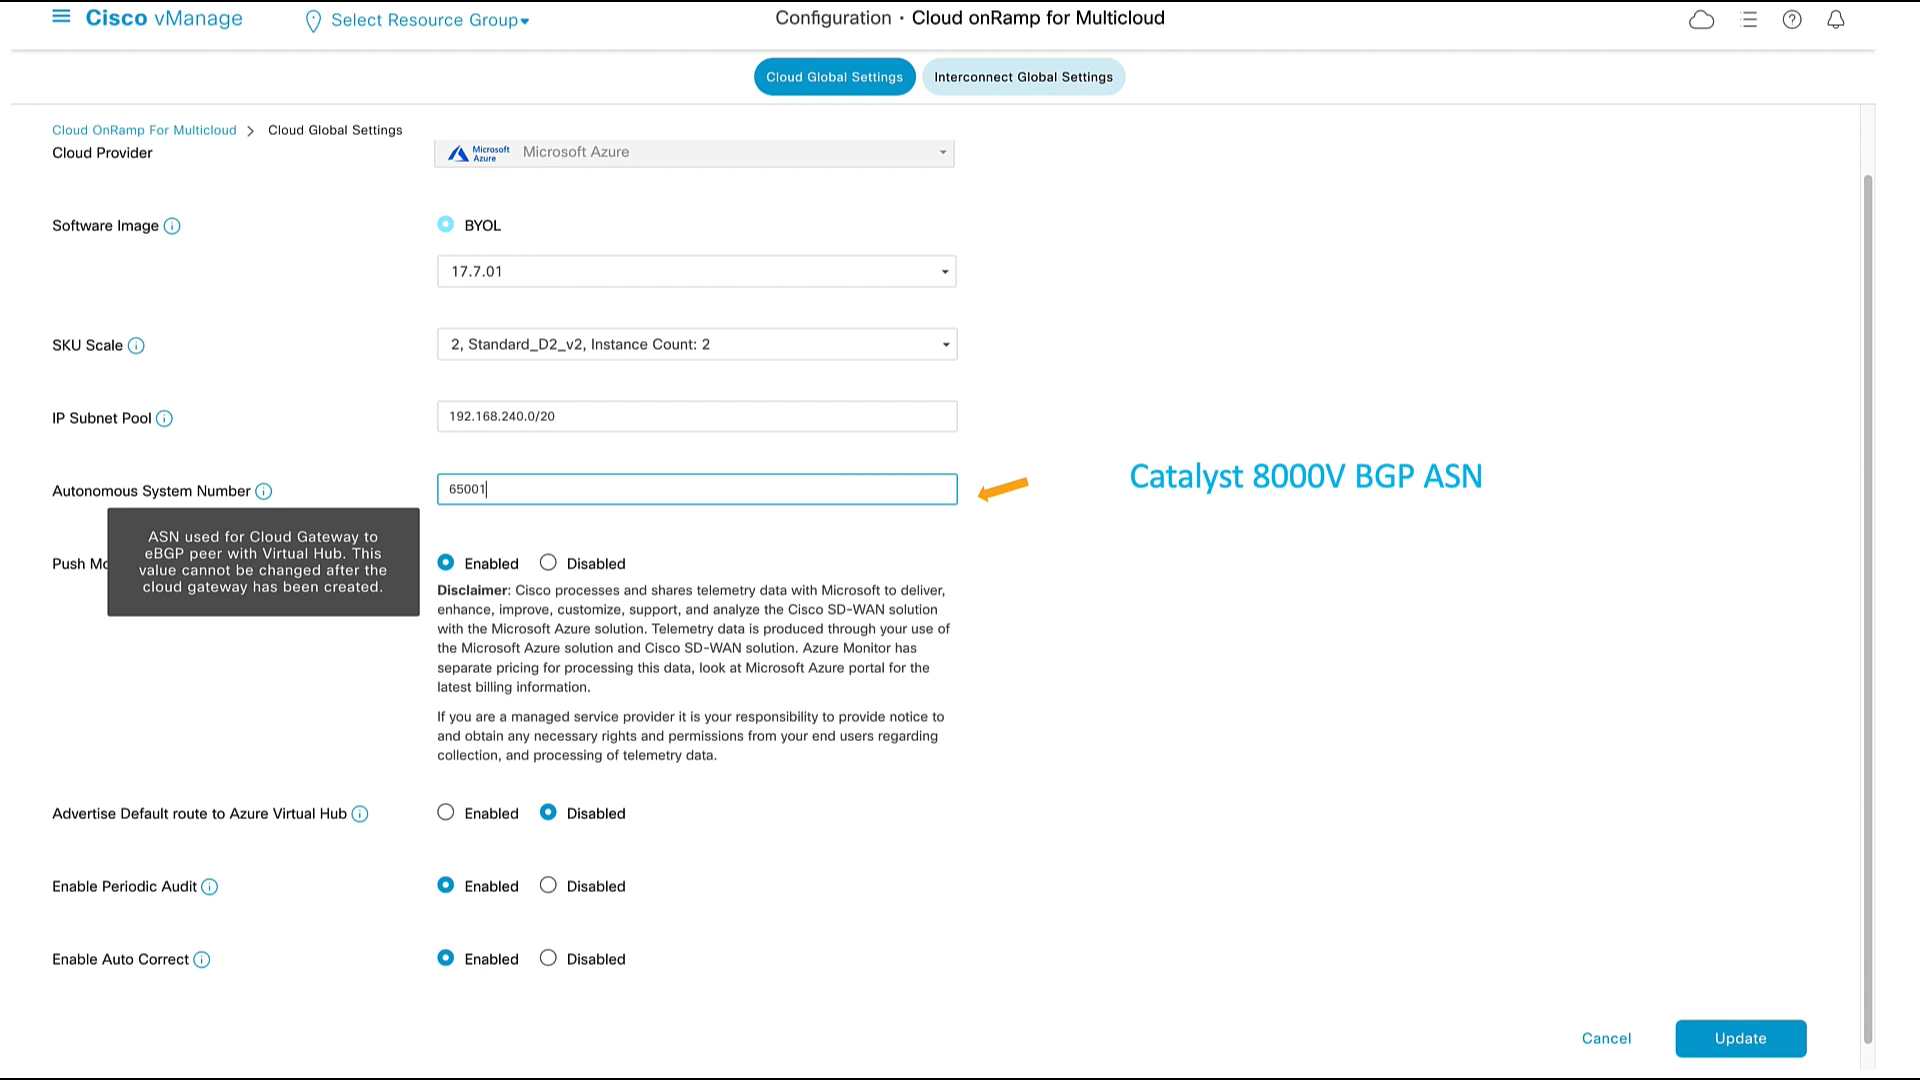 Cisco vManage
Select Resource Group
Configuration · Cloud onRamp for Multicloud
Cloud Global Settings
Interconnect Global Settings
Cloud OnRamp For Multicloud > Cloud Global Settings
Cloud Provider
Microsoft
Azure
Microsoft Azure
Software Image
BYOL
17.7.01
SKU Scale
2, Standard_D2_v2, Instance Count: 2
IP Subnet Pool
192.168.240.0/20
Autonomous System Number
65001
Catalyst 8000V BGP ASN
ASN used for Cloud Gateway to
eBGP peer with Virtual Hub. This
value cannot be changed after the
cloud gateway has been created.
Push Mo
Enabled
Disabled
Disclaimer: Cisco processes and shares telemetry data with Microsoft to deliver,
enhance, improve, customize, support, and analyze the Cisco SD-WAN solution
with the Microsoft Azure solution. Telemetry data is produced through your use of
the Microsoft Azure solution and Cisco SD-WAN solution. Azure Monitor has
separate pricing for processing this data, look at Microsoft Azure portal for the
latest billing information.
If you are a managed service provider it is your responsibility to provide notice to
and obtain any necessary rights and permissions from your end users regarding
collection, and processing of telemetry data.
Advertise Default route to Azure Virtual Hub
Enabled
Disabled
Enable Periodic Audit
Enabled
Disabled
Enable Auto Correct
Enabled
Disabled
Cancel
Update